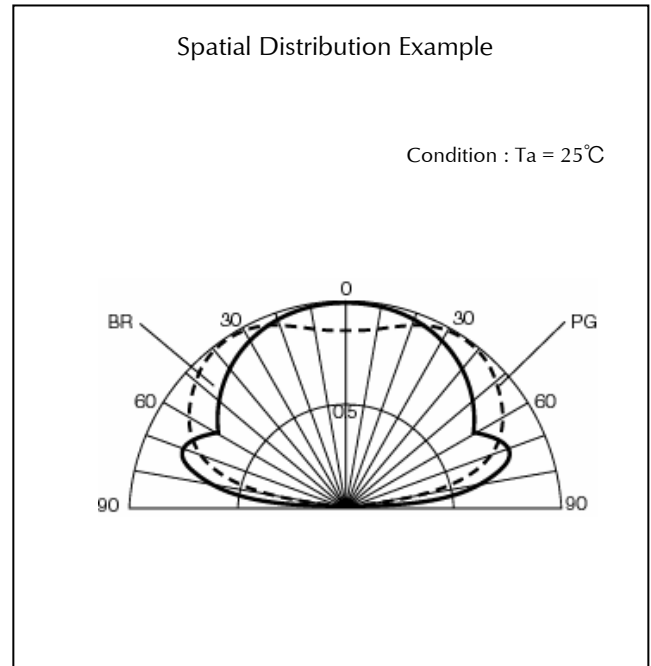 Spatial Distribution Example
Condition : Ta = 25℃
0
BR
30
30
PG
60
0.5
60
90
90